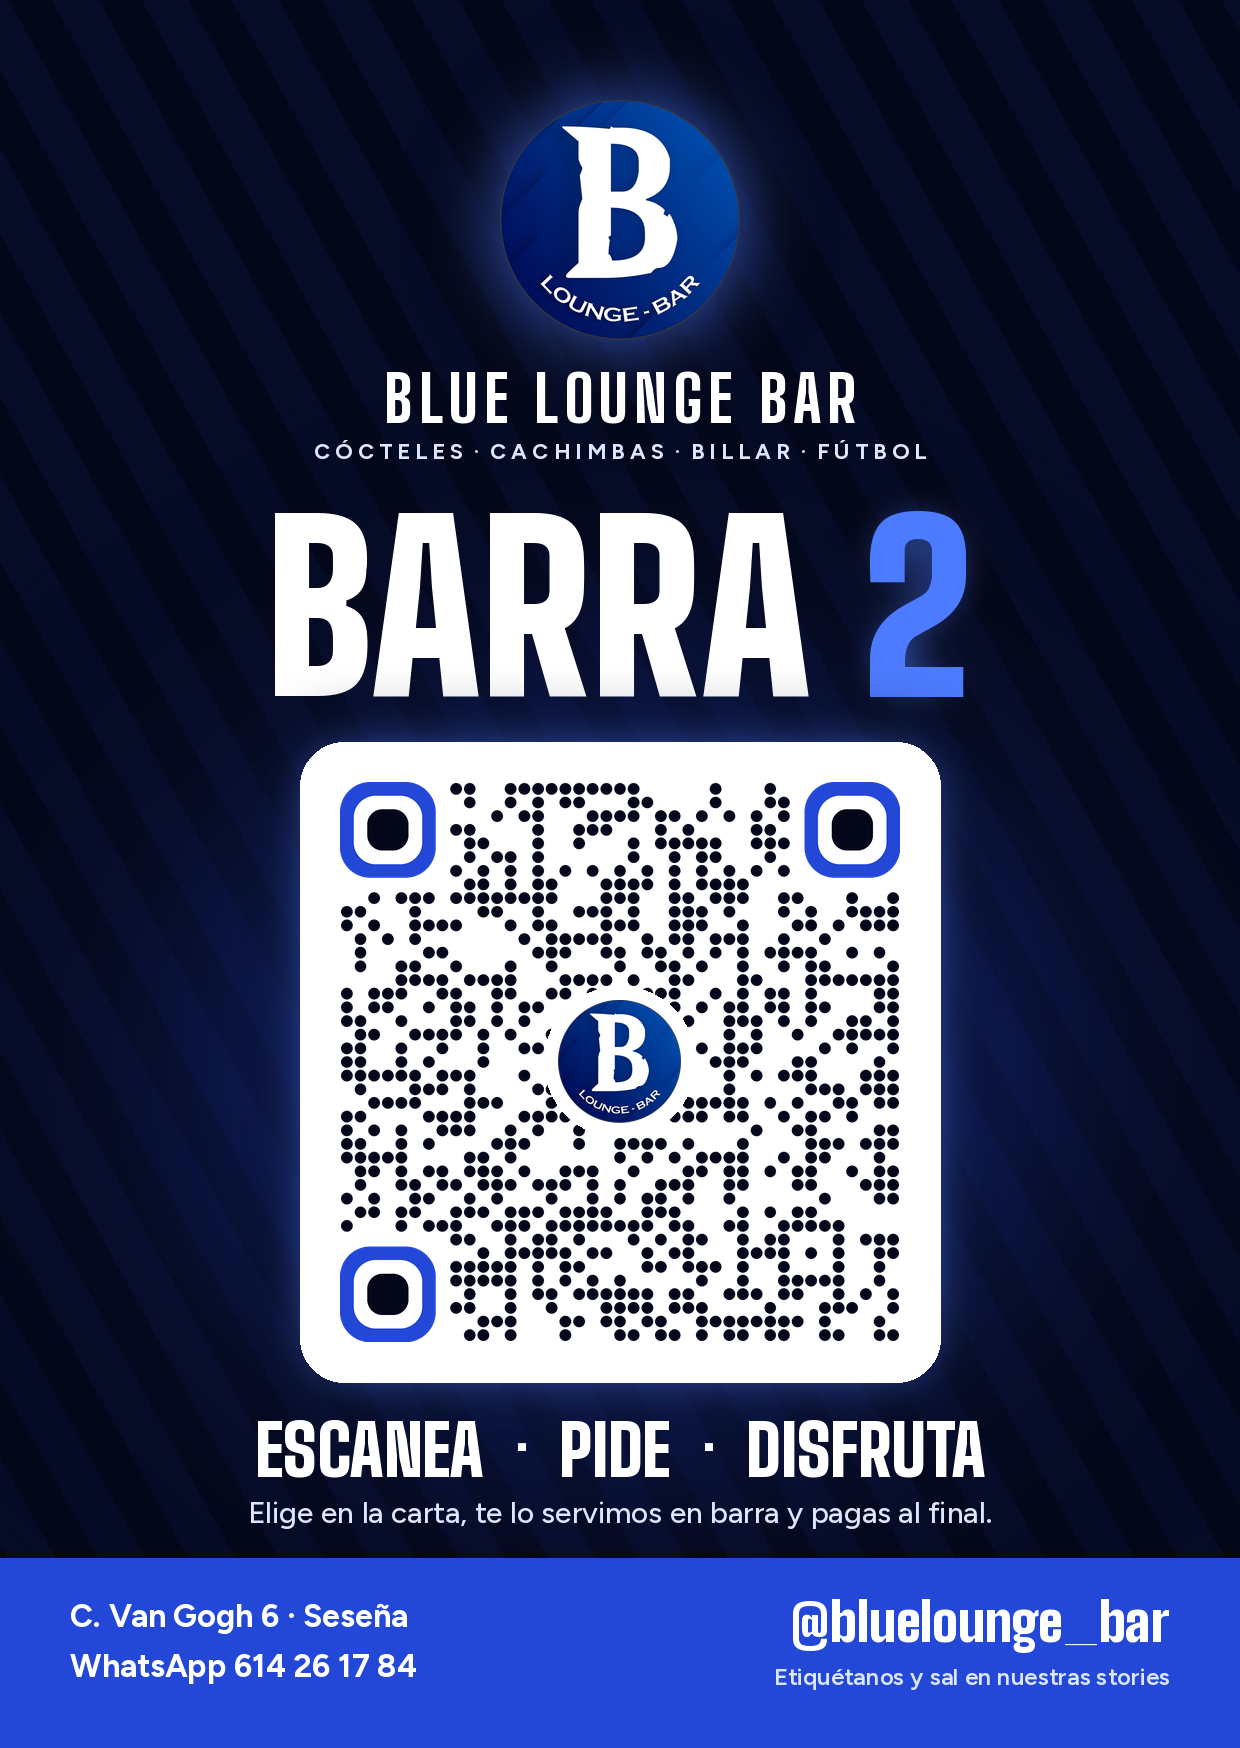 B
LOUNGE - BAR
BLUE LOUNGE BAR
CÓCTELES · CACHIMBAS · BILLAR · FÚTBOL
BARRA 2
B
LOUNGE - BAR
ESCANEA · PIDE · DISFRUTA
Elige en la carta, te lo servimos en barra y pagas al final.
C. Van Gogh 6 · Seseña
WhatsApp 614 26 17 84
@bluelounge_bar
Etiquétanos y sal en nuestras stories